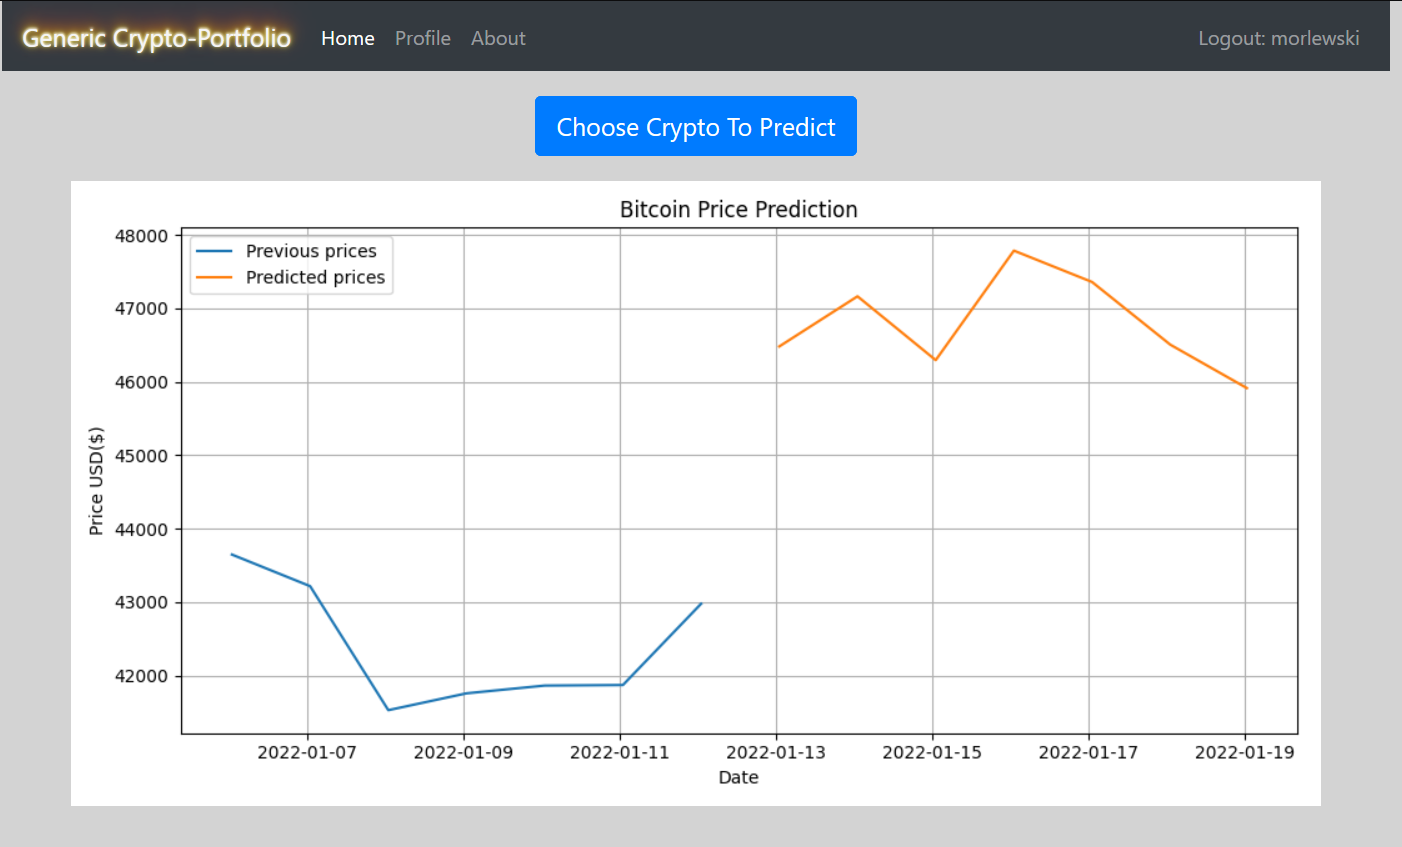 Generic Crypto-Portfolio Home Profile About Logout: morlewski
Choose Crypto To Predict
Bitcoin Price Prediction
Previous prices
Predicted prices
48000
47000
46000
45000
44000
43000
42000
Price USD($)
2022-01-07 2022-01-09 2022-01-11 2022-01-13 2022-01-15 2022-01-17 2022-01-19
Date